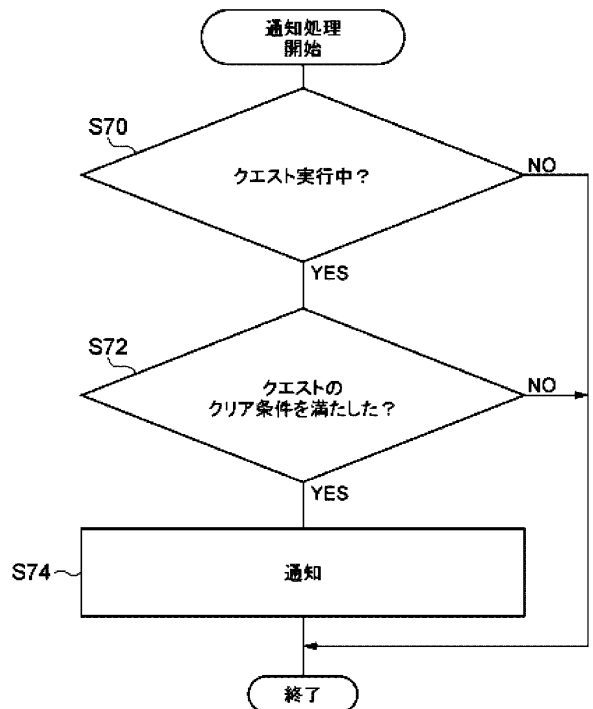 通知処理
開始
S70
クエスト実行中？
NO
YES
S72
クエストの
クリア条件を満たした？
NO
YES
S74
通知
終了